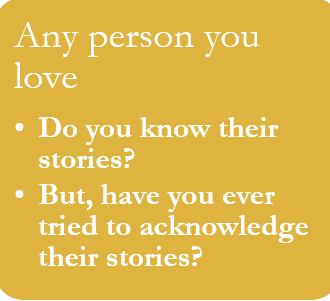 Any person you
love
• Do you know their
stories?
• But, have you ever
tried to acknowledge
their stories?